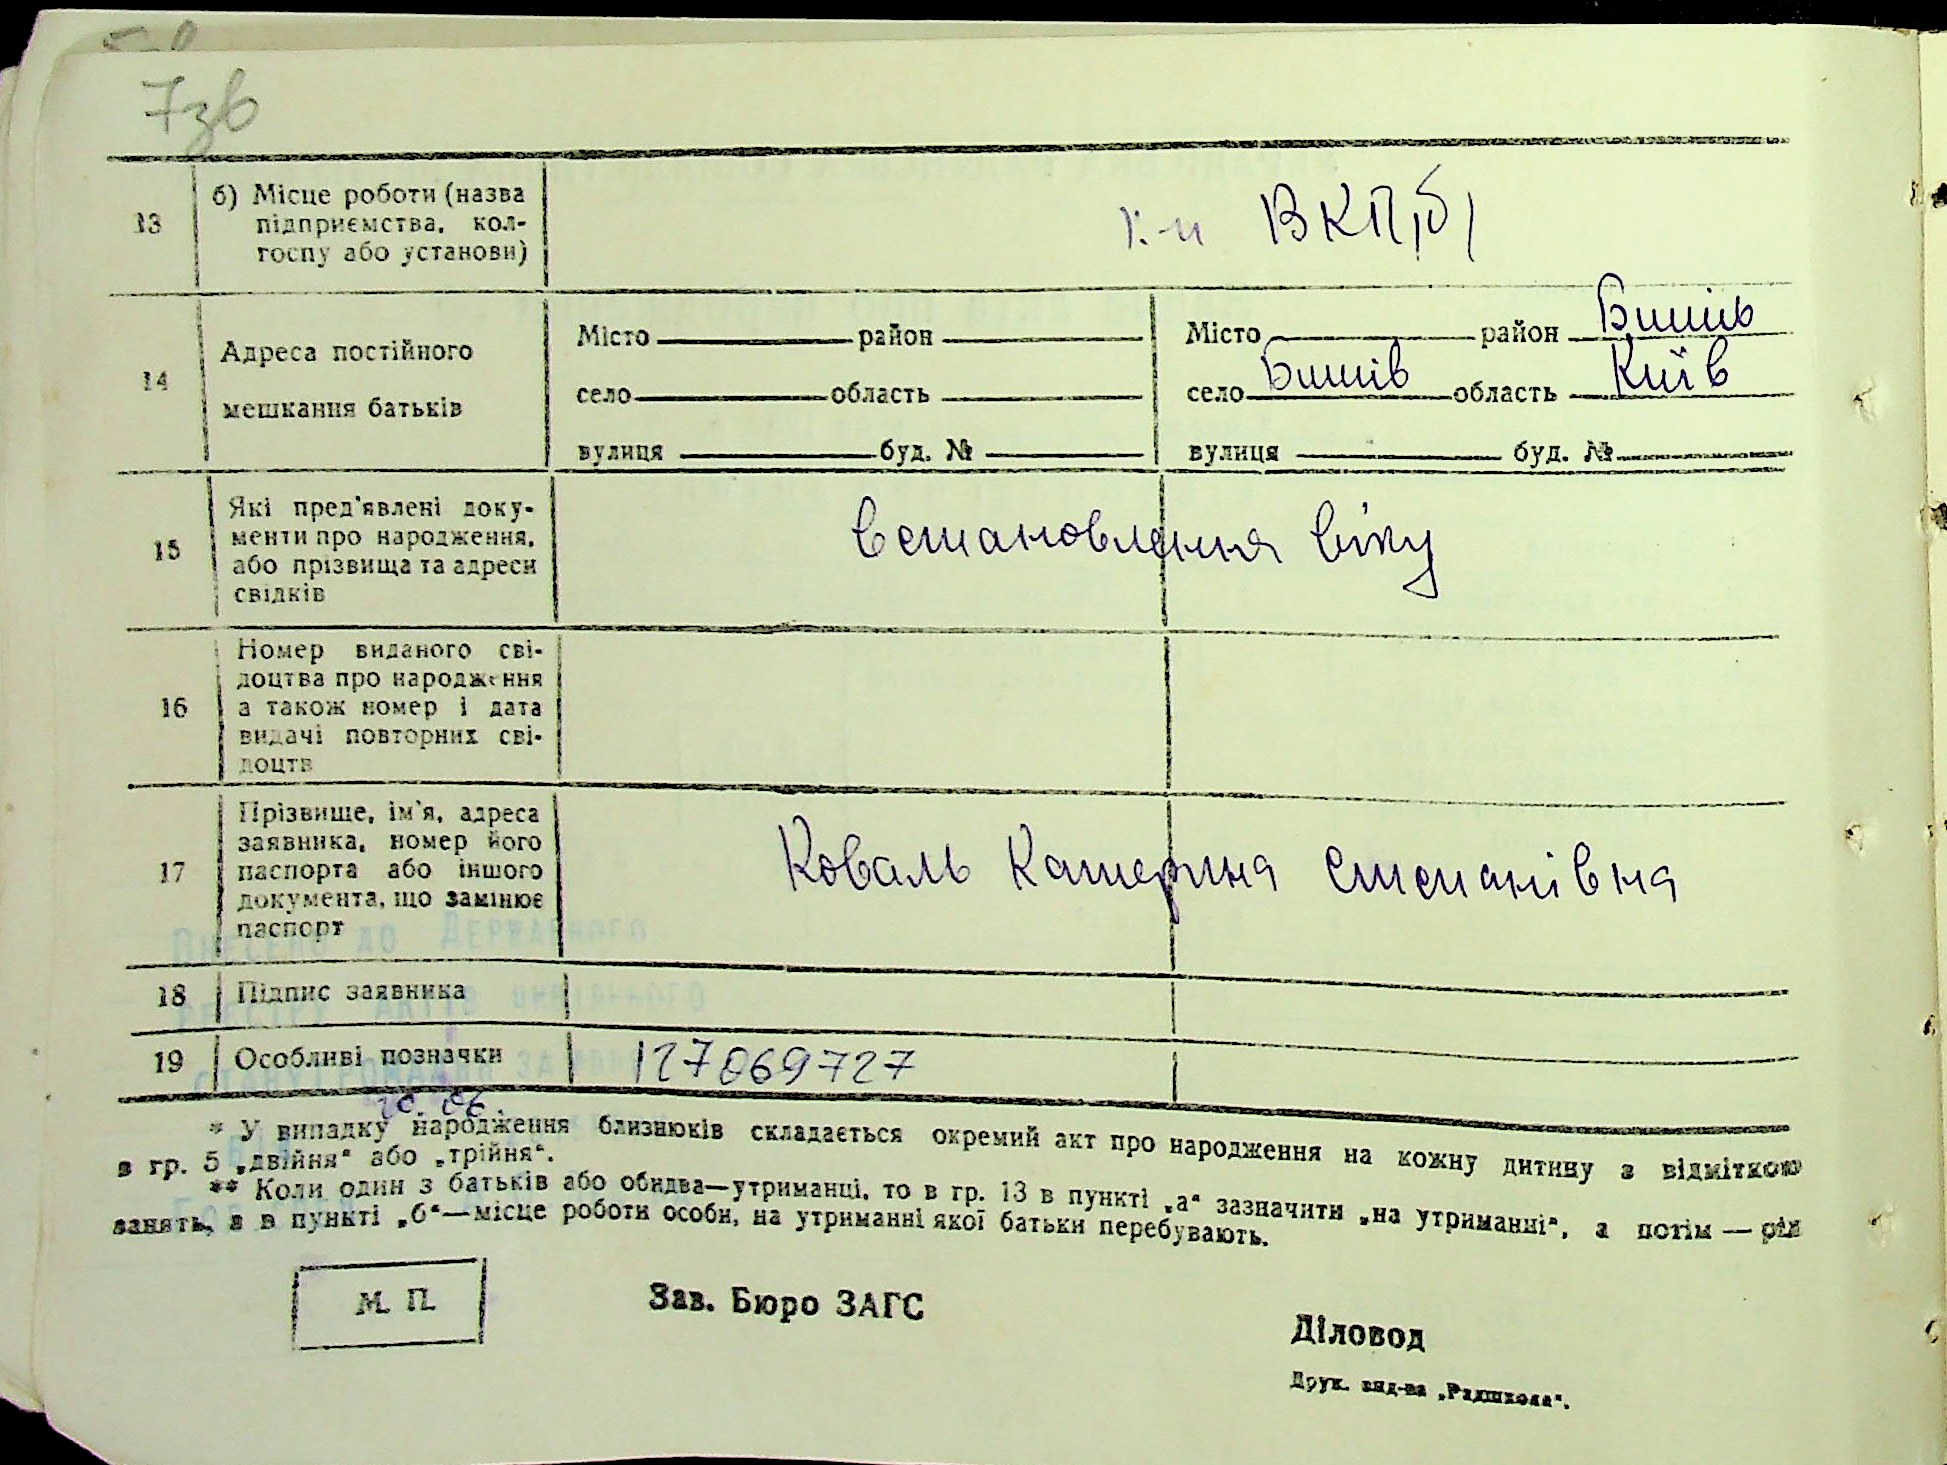 7зв
13
б) Місце роботи (назва
підприємства, кол-
госпу або установи)
ВКП/б/
14
Адреса постійного
мешкання батьків
Місто район
село область
вулиця буд. №
Місто район Бишів
село Бишів область Київ
вулиця буд. №
15
Які пред'явлені доку-
менти про народження,
або прізвища та адреси
свідків
Встановлення віку
16
Номер виданого сві-
доцтва про народження
а також номер і дата
видачі повторних сві-
доцтв
17
Прізвище, ім'я, адреса
заявника, номер його
паспорта або іншого
документа, що замінює
паспорт
Коваль Катерина Степанівна
Внесено до Державного
18
Підпис заявника
реєстру актів
19
Особливі позначки
127069727
* У випадку народження близнюків складається окремий акт про народження на кожну дитину з відміткою
в гр. 5 „двійня“ або „трійня“.
** Коли один з батьків або обидва—утриманці, то в гр. 13 в пункті „а“ зазначити „на утриманні“, а потім — рід
занять, а в пункті „б“—місце роботи особи, на утриманні якої батьки перебувають.
М. П.
Зав. Бюро ЗАГС
Діловод
Друк. вид-ва „Радшкола“.